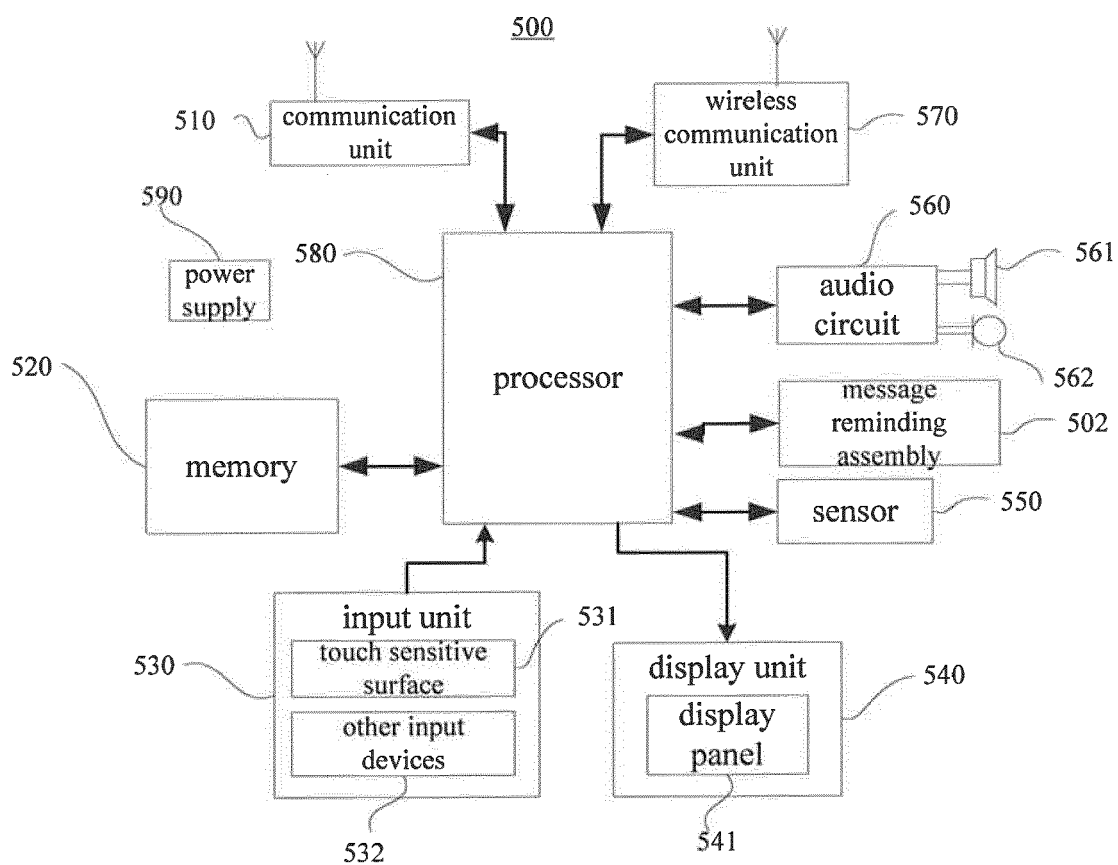 500
510
communication
unit
wireless
communication
unit
570
590
power
supply
580
processor
560
audio
circuit
561
562
520
memory
message
reminding
assembly
502
sensor
550
input unit
530
touch sensitive
surface
531
other input
devices
532
display unit
540
display
panel
541